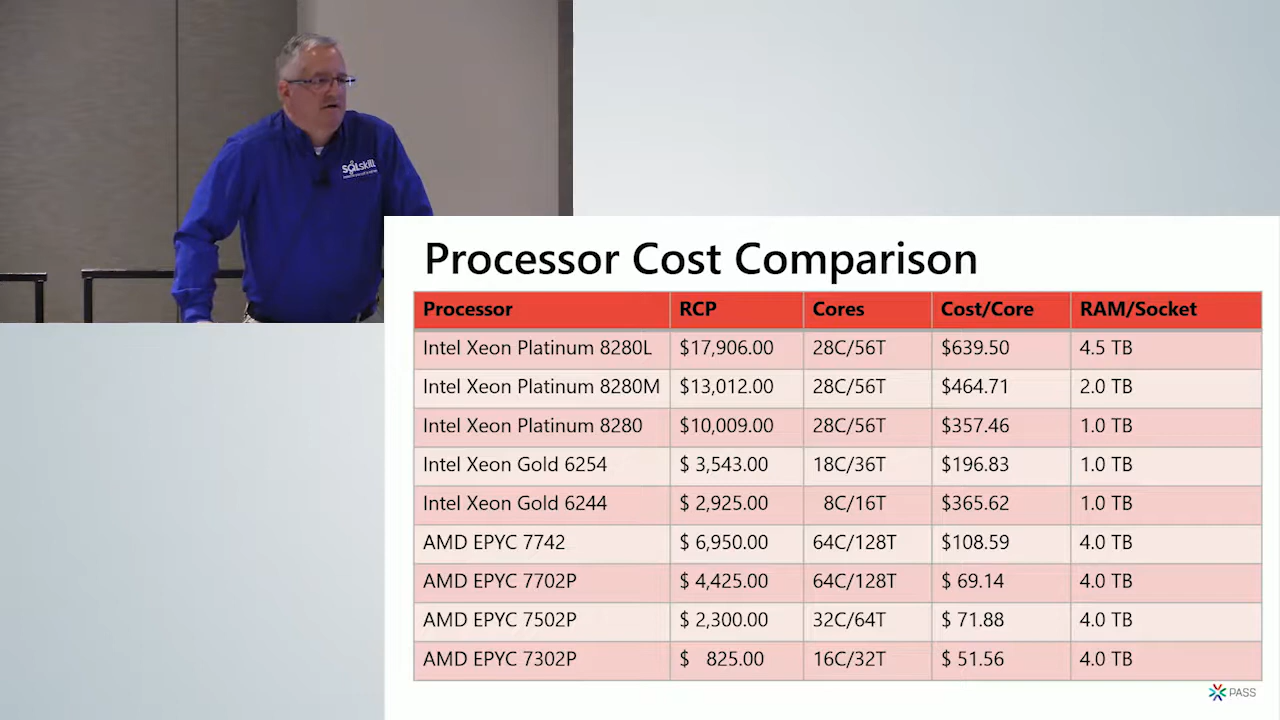 SQLskills
Processor Cost Comparison
Processor RCP Cores Cost/Core RAM/Socket
Intel Xeon Platinum 8280L $17,906.00 28C/56T $639.50 4.5 TB
Intel Xeon Platinum 8280M $13,012.00 28C/56T $464.71 2.0 TB
Intel Xeon Platinum 8280 $10,009.00 28C/56T $357.46 1.0 TB
Intel Xeon Gold 6254 $ 3,543.00 18C/36T $196.83 1.0 TB
Intel Xeon Gold 6244 $ 2,925.00 8C/16T $365.62 1.0 TB
AMD EPYC 7742 $ 6,950.00 64C/128T $108.59 4.0 TB
AMD EPYC 7702P $ 4,425.00 64C/128T $ 69.14 4.0 TB
AMD EPYC 7502P $ 2,300.00 32C/64T $ 71.88 4.0 TB
AMD EPYC 7302P $ 825.00 16C/32T $ 51.56 4.0 TB
PASS